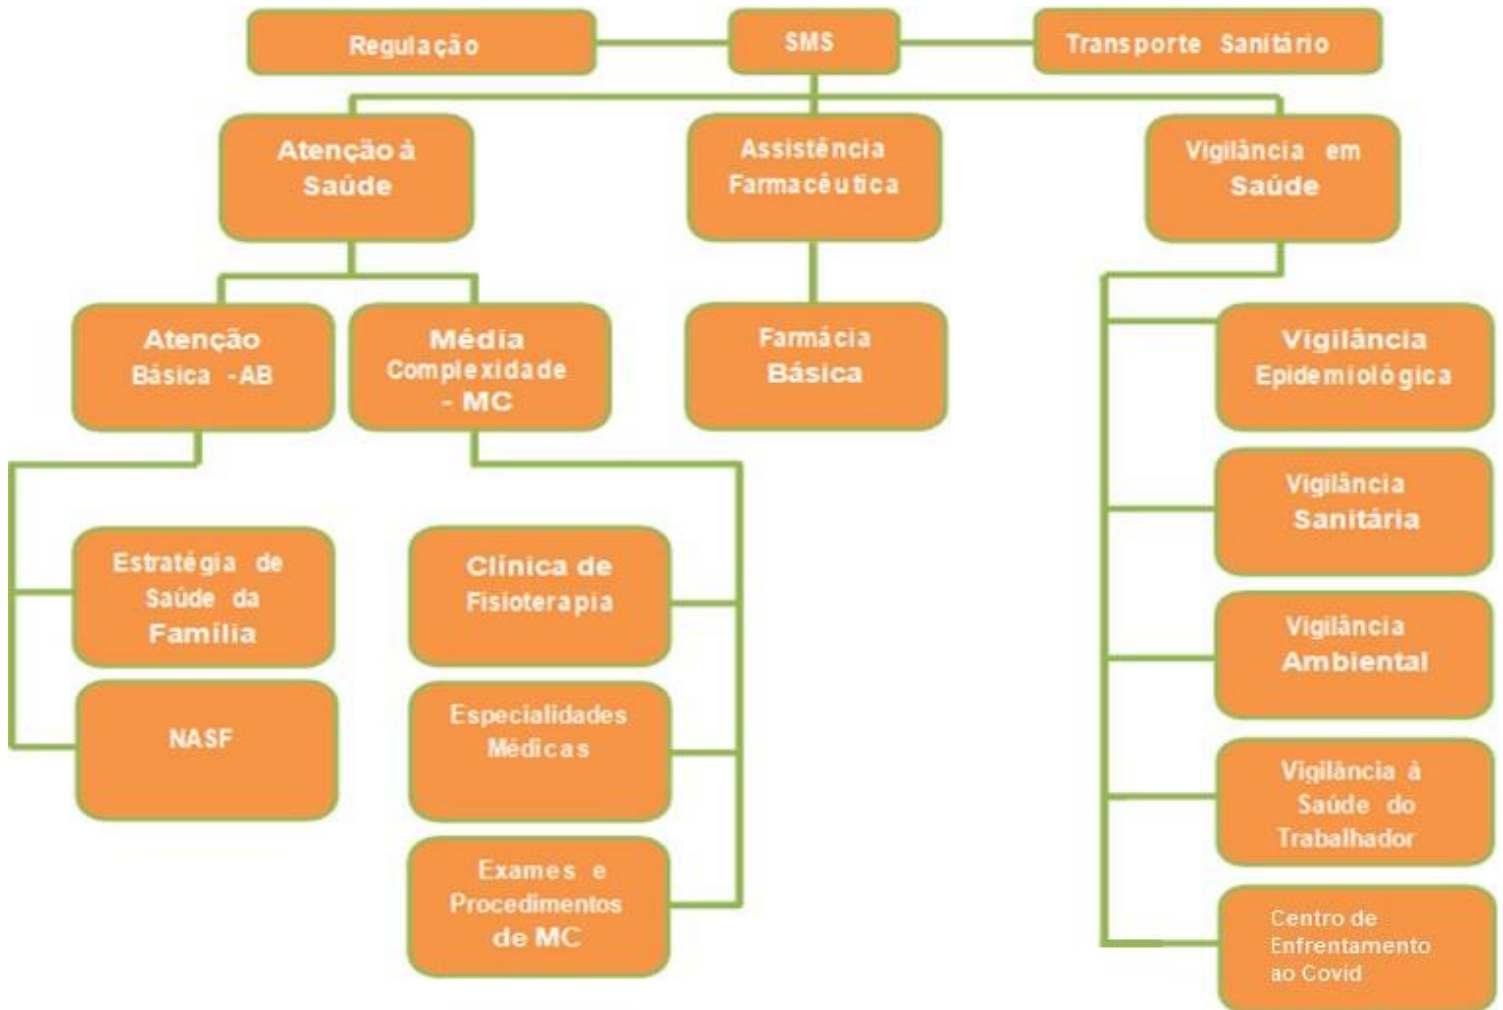 Regulação
SMS
Transporte Sanitário
Atenção à
Saúde
Assistência
Farmacêutica
Vigilância em
Saúde
Atenção
Básica -AB
Média
Complexidade
- MC
Farmácia
Básica
Vigilância
Epidemiológica
Vigilância
Sanitária
Estratégia de
Saúde da
Família
Clínica de
Fisioterapia
Vigilância
Ambiental
NASF
Especialidades
Médicas
Vigilância à
Saúde do
Trabalhador
Exames e
Procedimentos
de MC
Centro de
Enfrentamento
ao Covid